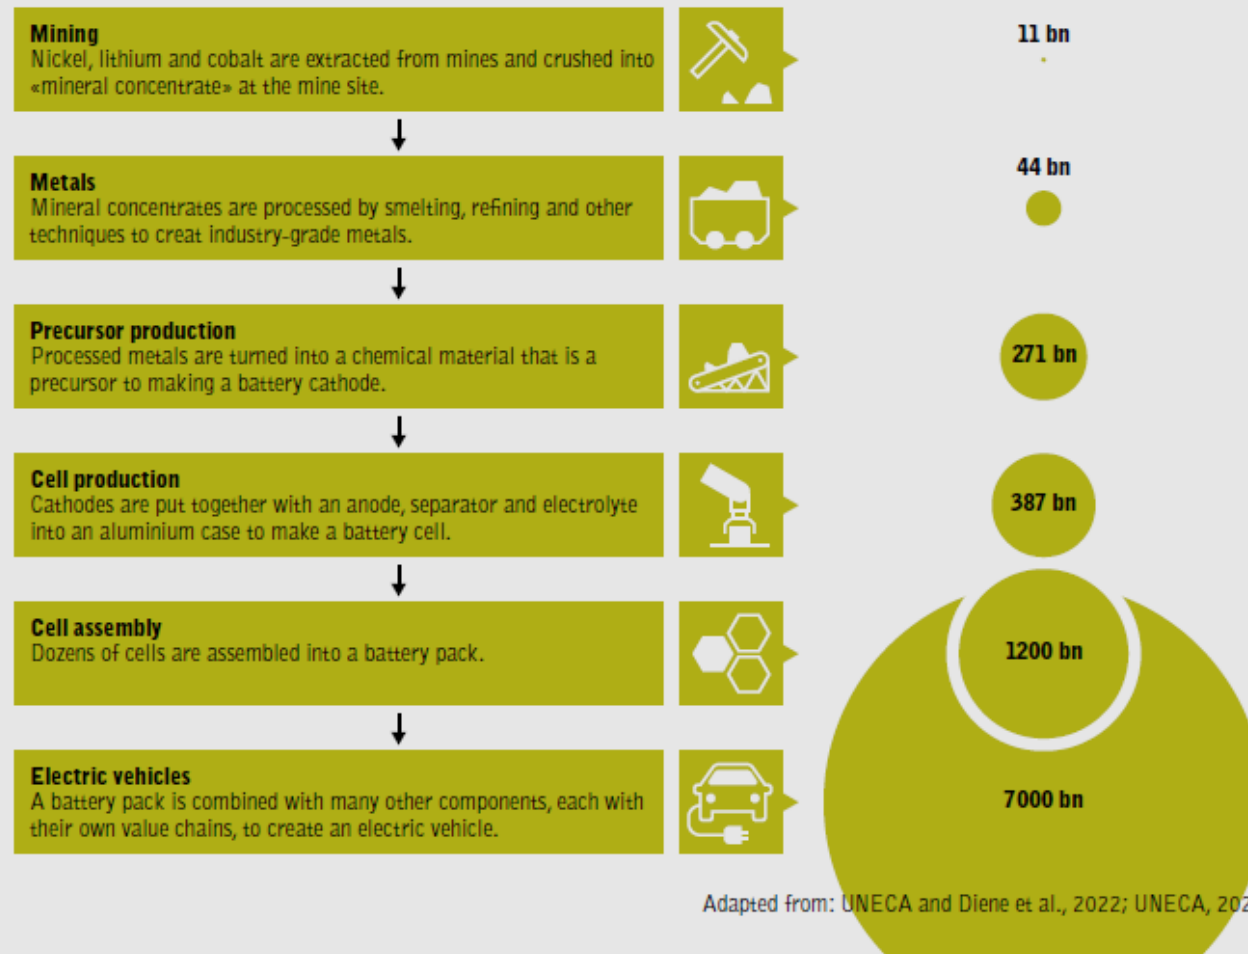 Mining
Nickel, lithium and cobalt are extracted from mines and crushed into
«mineral concentrate» at the mine site.
11 bn
Metals
Mineral concentrates are processed by smelting, refining and other
techniques to creat industry-grade metals.
44 bn
Precursor production
Processed metals are turned into a chemical material that is a
precursor to making a battery cathode.
271 bn
Cell production
Cathodes are put together with an anode, separator and electrolyte
into an aluminium case to make a battery cell.
387 bn
Cell assembly
Dozens of cells are assembled into a battery pack.
1200 bn
Electric vehicles
A battery pack is combined with many other components, each with
their own value chains, to create an electric vehicle.
7000 bn
Adapted from: UNECA and Diene et al., 2022; UNECA,